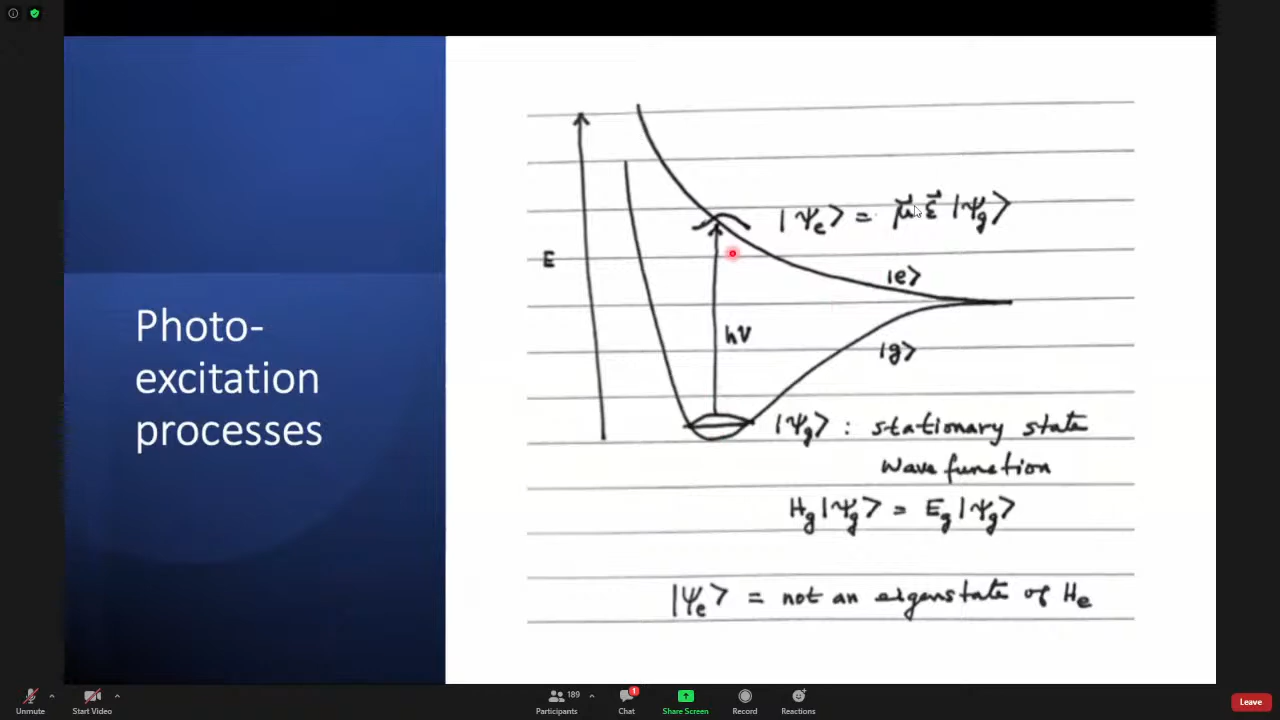 Photo-
excitation
processes
E
|ψe> = μ⃗.ε⃗ |ψg>
|e>
hν
|g>
|ψg> : stationary state
wave function
Hg|ψg> = Eg|ψg>
|ψe> = not an eigenstate of He
Unmute
Start Video
189
Participants
1
Chat
Share Screen
Record
Reactions
Leave